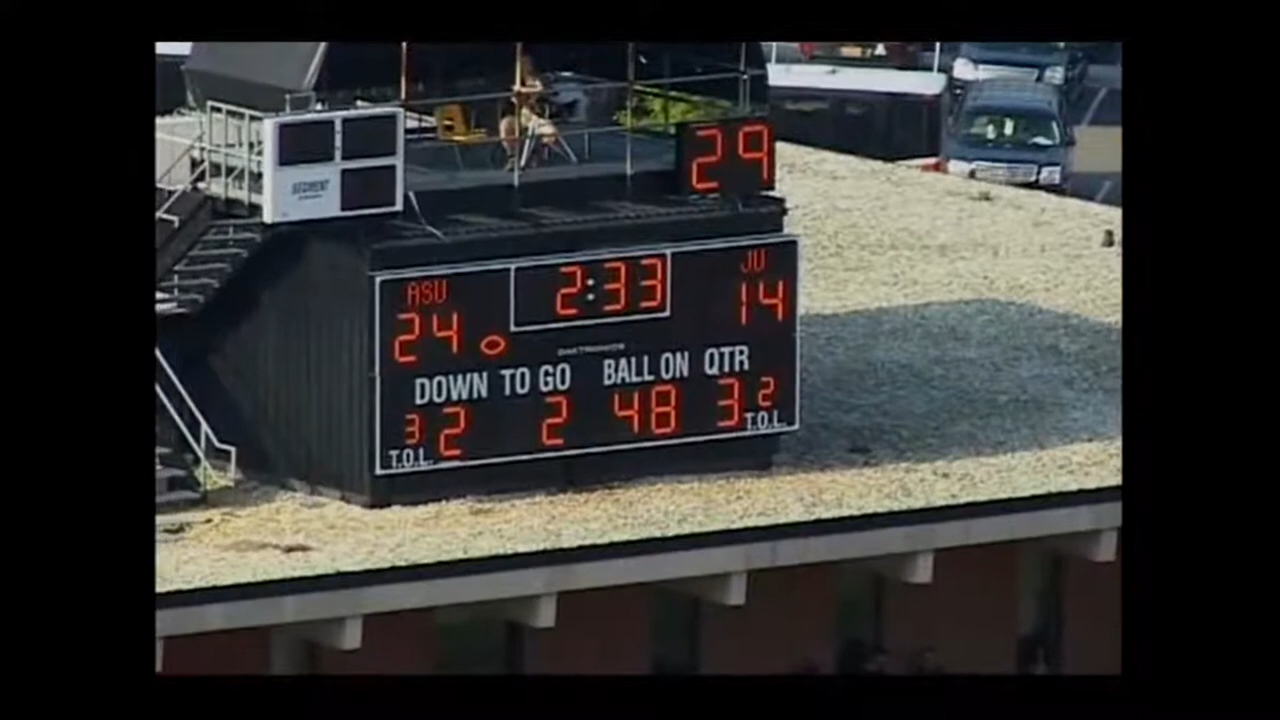 29
2:33
ASU
JU
24
14
DOWN TO GO BALL ON QTR
3 2 2 48 3 2
T.O.L.
T.O.L.